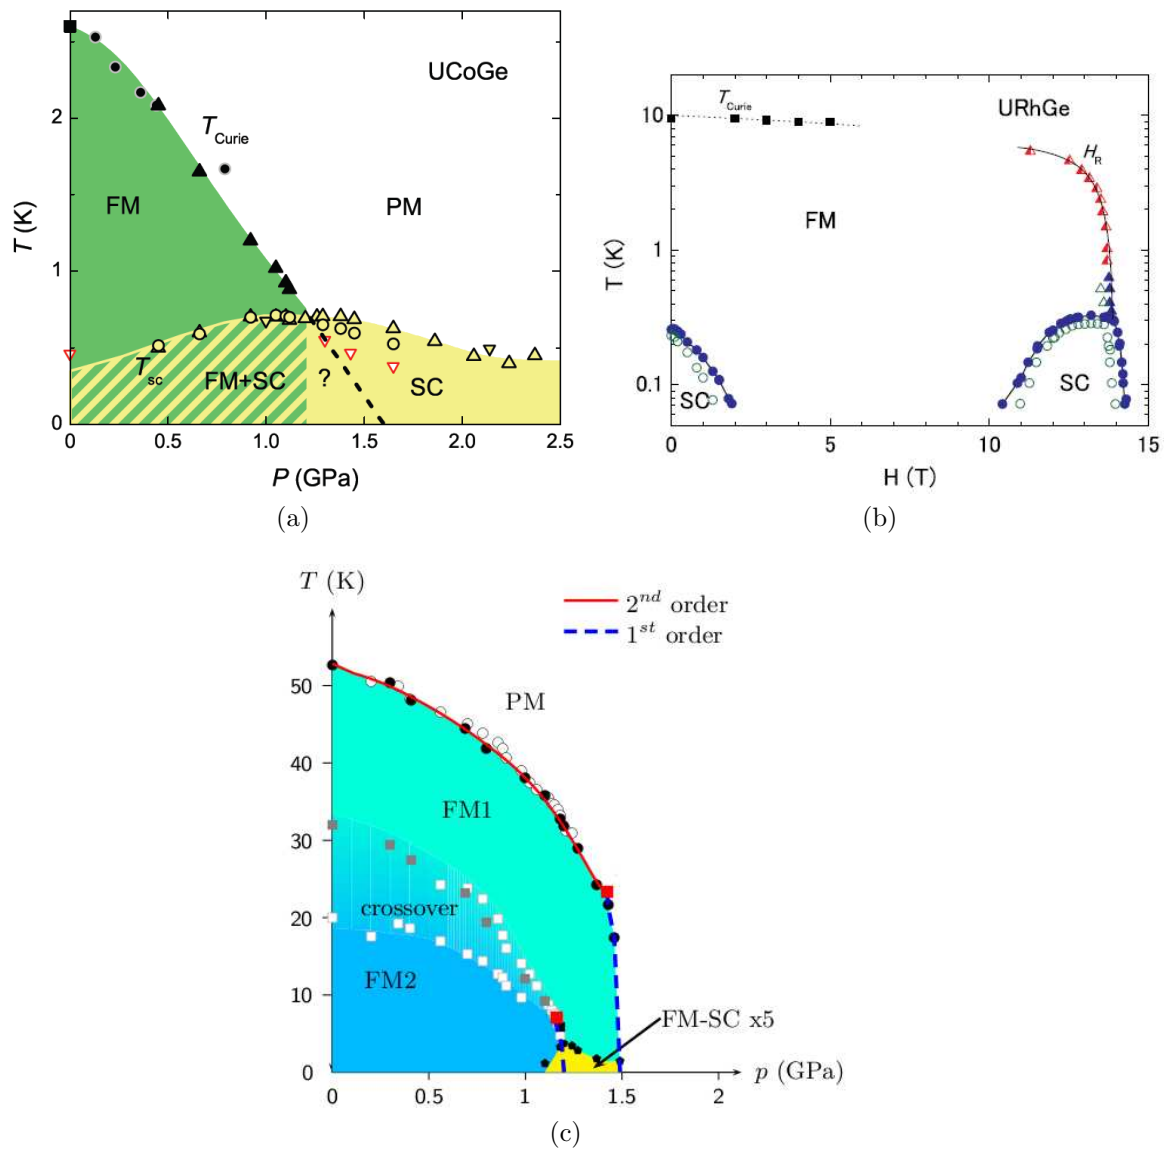 UCoGe
T_Curie
FM
PM
T_sc
FM+SC
?
SC
T (K)
2
1
0
0
0.5
1.0
1.5
2.0
2.5
P (GPa)
(a)
URhGe
T_Curie
H_R
FM
SC
SC
T (K)
10
1
0.1
0
5
10
15
H (T)
(b)
T (K)
2^nd order
1^st order
PM
FM1
crossover
FM2
FM-SC x5
50
40
30
20
10
0
0
0.5
1
1.5
2
p (GPa)
(c)